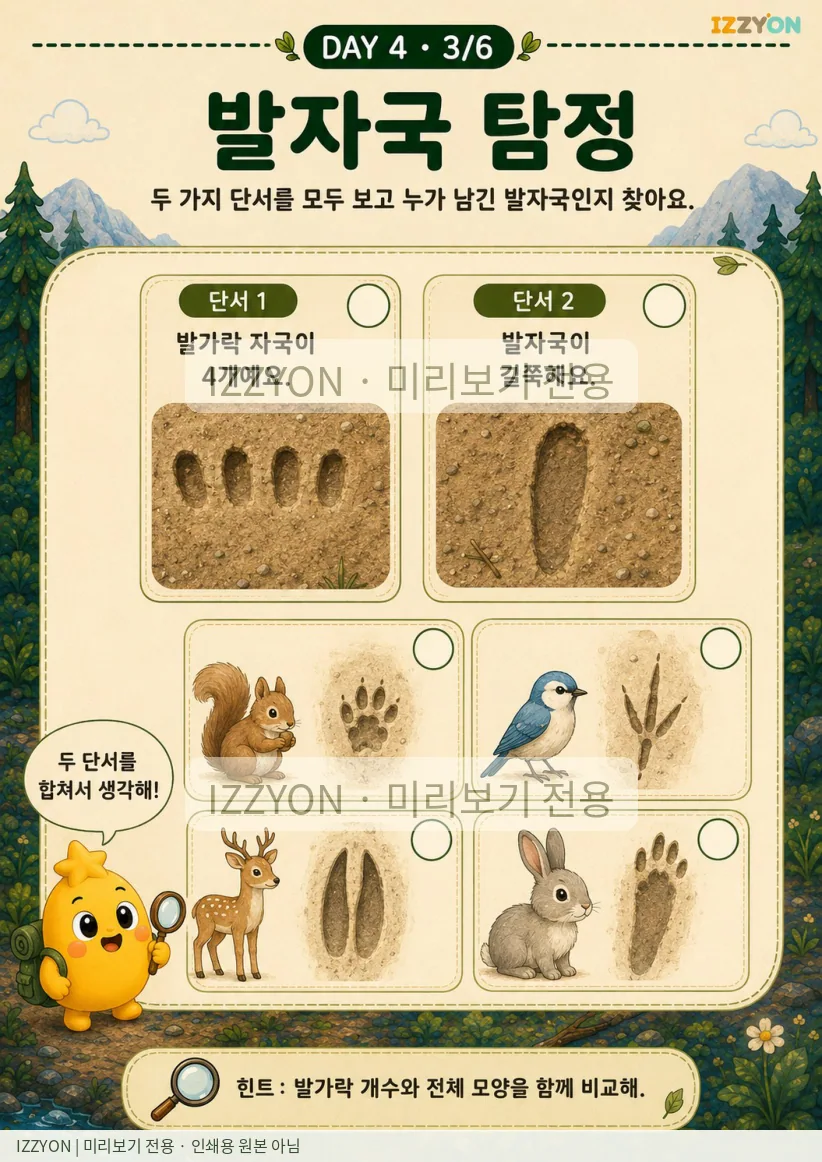 IZZYON
DAY 4 · 3/6
발자국 탐정
두 가지 단서를 모두 보고 누가 남긴 발자국인지 찾아요.
단서 1
발가락 자국이
4개예요.
단서 2
발자국이
길쭉해요.
IZZYON · 미리보기 전용
두 단서를
합쳐서 생각해!
IZZYON · 미리보기 전용
힌트 : 발가락 개수와 전체 모양을 함께 비교해.
IZZYON | 미리보기 전용 · 인쇄용 원본 아님